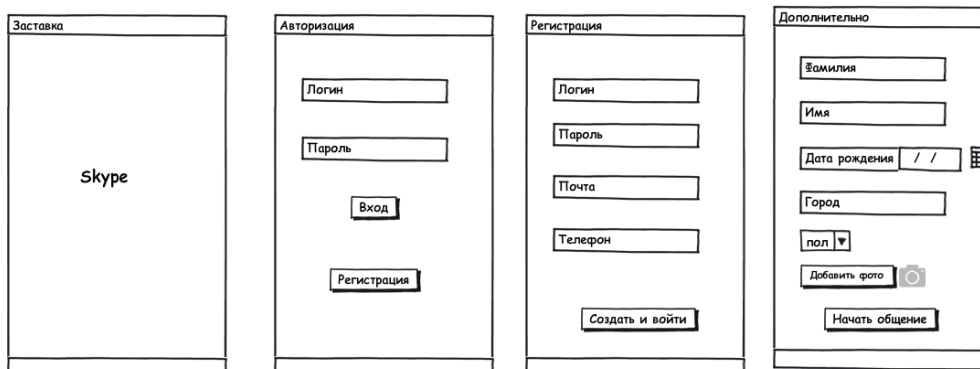 Заставка
Skype
Авторизация
Логин
Пароль
Вход
Регистрация
Регистрация
Логин
Пароль
Почта
Телефон
Создать и войти
Дополнительно
Фамилия
Имя
Дата рождения / /
Город
пол
Добавить фото
Начать общение